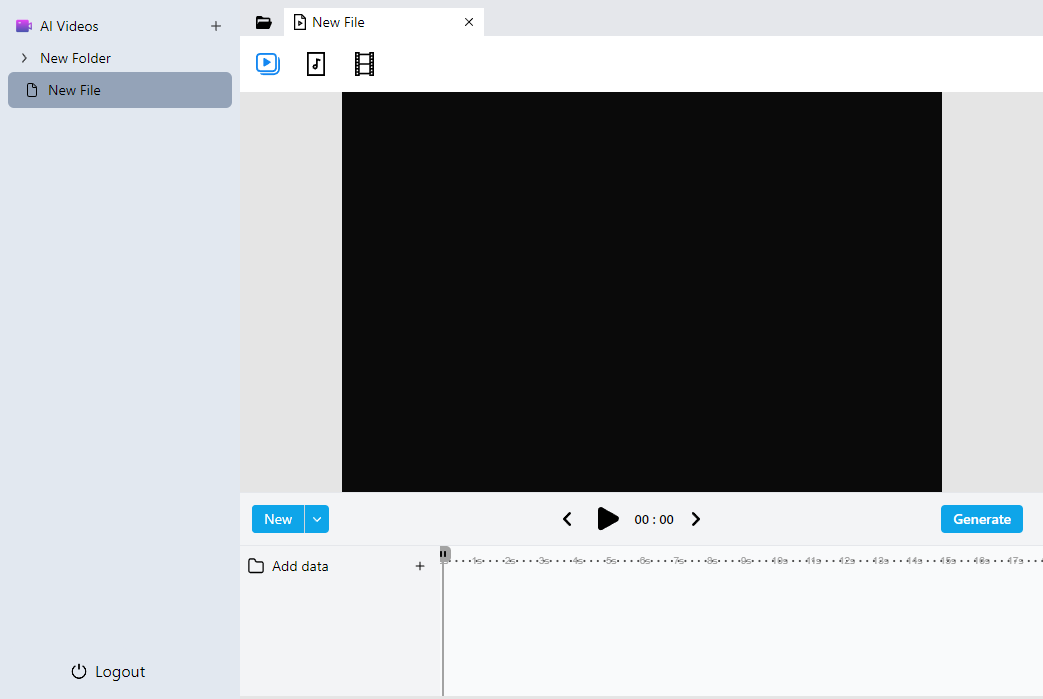 AI Videos
New Folder
New File
Logout
New File
New
00 : 00
Generate
Add data
1s 2s 3s 4s 5s 6s 7s 8s 9s 10s 11s 12s 13s 14s 15s 16s 17s